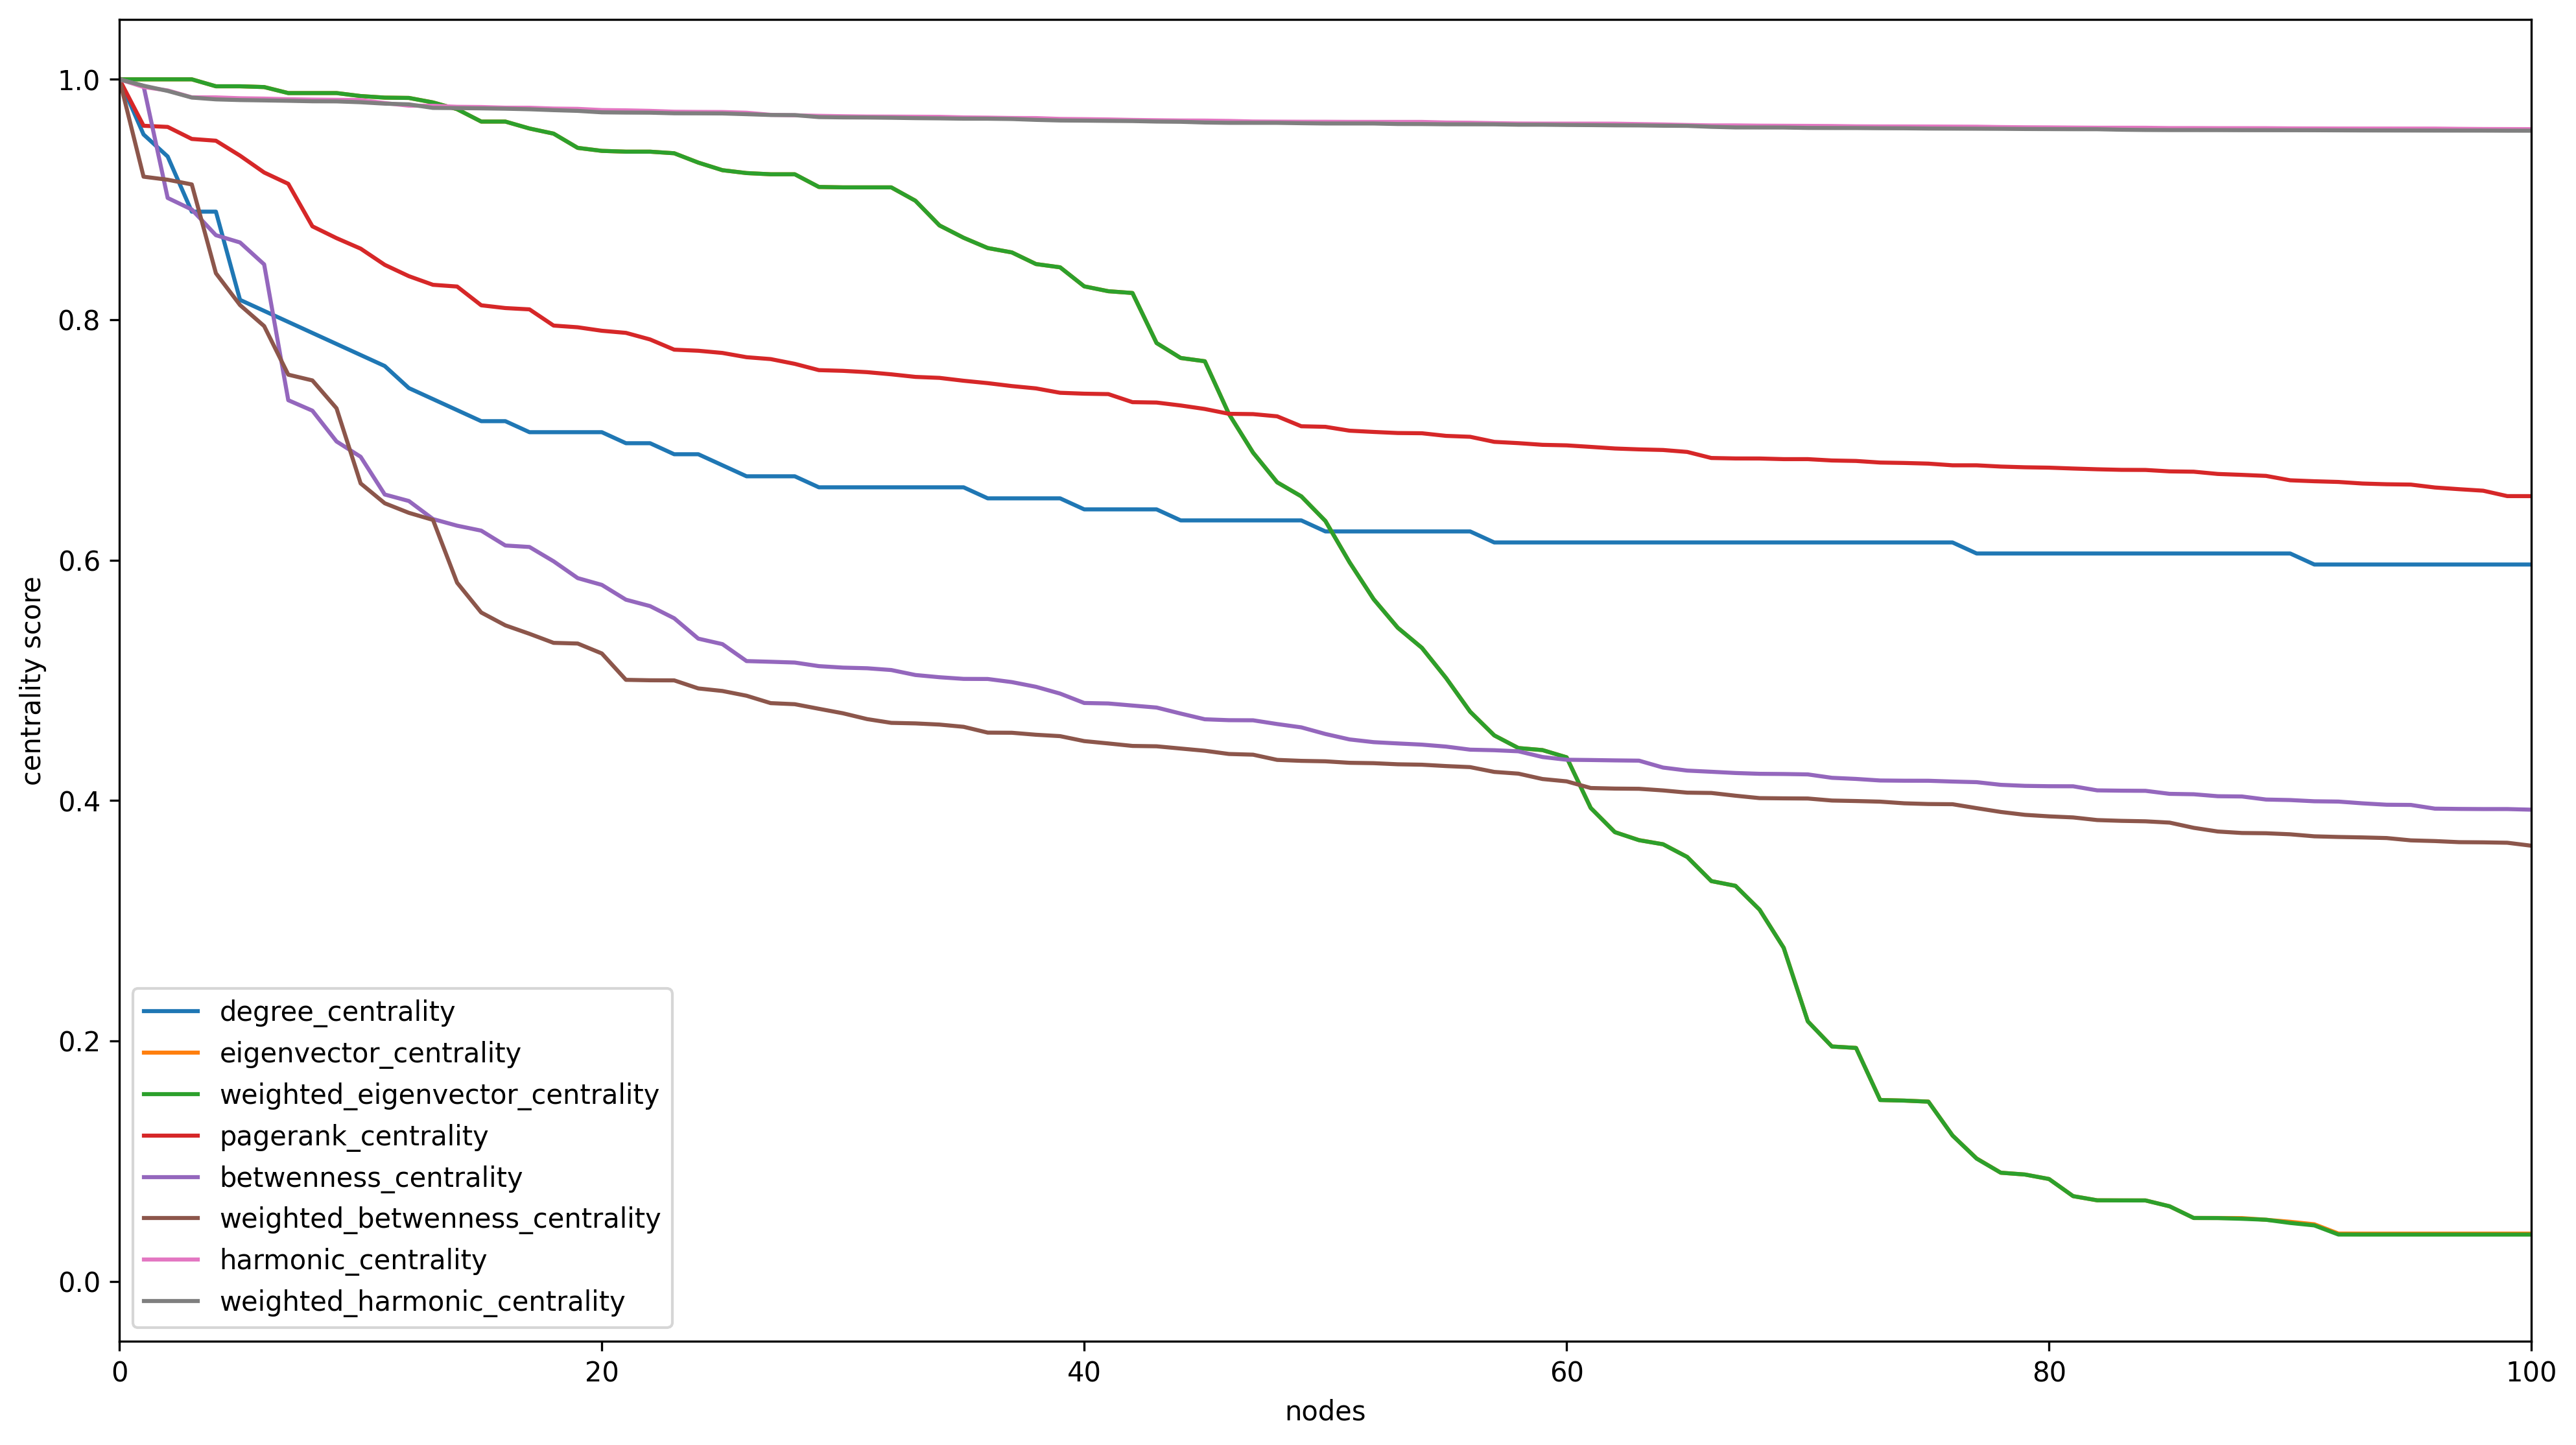 1.0
0.8
0.6
0.4
0.2
0.0
centrality score
degree_centrality
eigenvector_centrality
weighted_eigenvector_centrality
pagerank_centrality
betwenness_centrality
weighted_betwenness_centrality
harmonic_centrality
weighted_harmonic_centrality
0 20 40 60 80 100
nodes